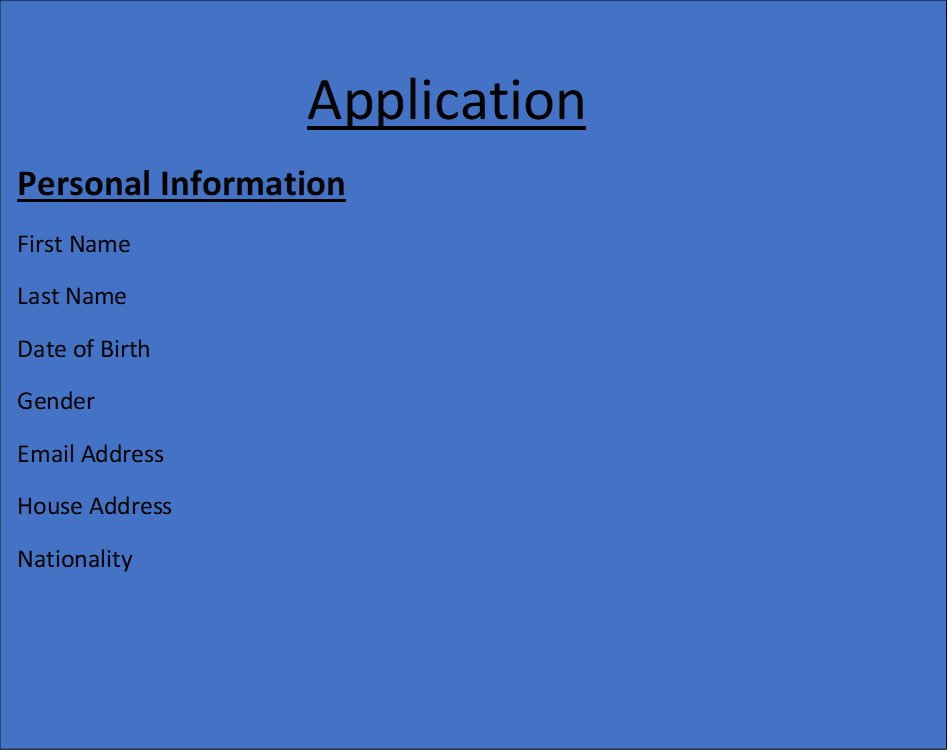 Application
Personal Information
First Name
Last Name
Date of Birth
Gender
Email Address
House Address
Nationality